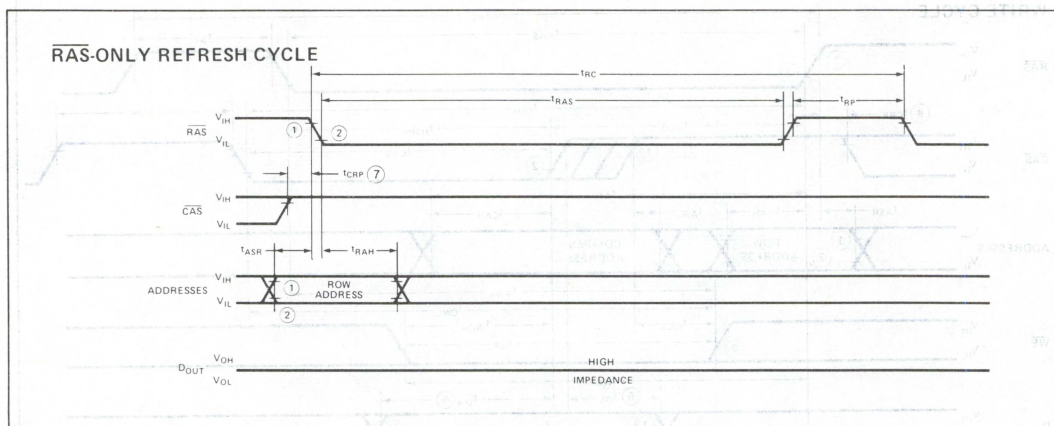 RAS-ONLY REFRESH CYCLE
tRC
tRAS
tRP
RAS
VIH
VIL
1
2
tCRP 7
CAS
VIH
VIL
tASR
tRAH
ADDRESSES
VIH
VIL
1
2
ROW
ADDRESS
DOUT
VOH
VOL
HIGH
IMPEDANCE